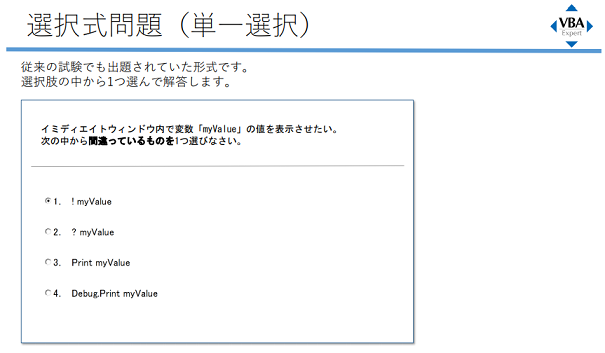 選択式問題（単一選択）
VBA
Expert
従来の試験でも出題されていた形式です。
選択肢の中から1つ選んで解答します。
イミディエイトウィンドウ内で変数「myValue」の値を表示させたい。
次の中から間違っているものを1つ選びなさい。
1. ! myValue
2. ? myValue
3. Print myValue
4. Debug.Print myValue